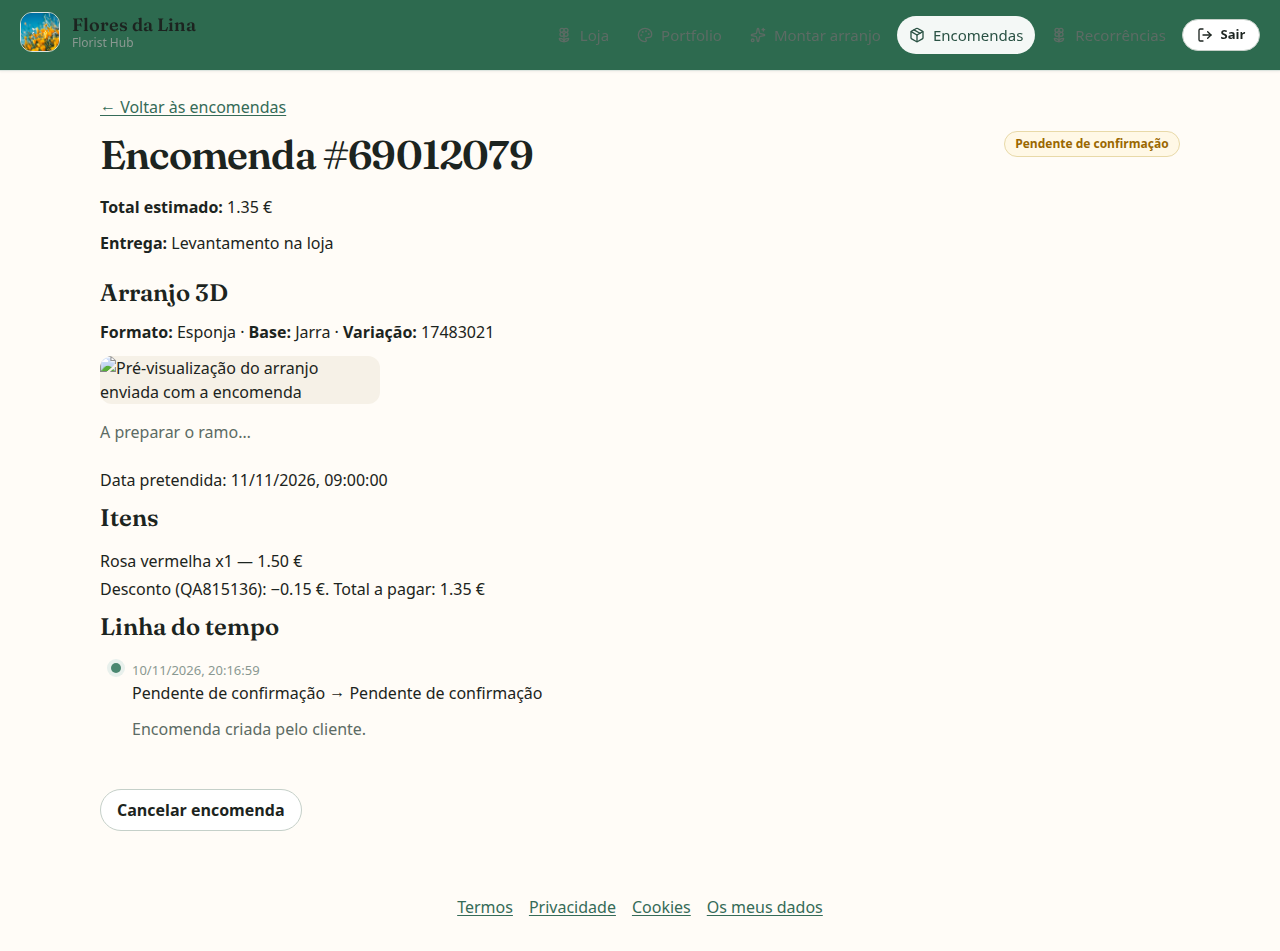 Flores da Lina
Florist Hub
Loja
Portfolio
Montar arranjo
Encomendas
Recorrências
Sair
← Voltar às encomendas
Encomenda #69012079
Pendente de confirmação
Total estimado: 1.35 €
Entrega: Levantamento na loja
Arranjo 3D
Formato: Esponja · Base: Jarra · Variação: 17483021
Pré-visualização do arranjo
enviada com a encomenda
A preparar o ramo...
Data pretendida: 11/11/2026, 09:00:00
Itens
Rosa vermelha x1 — 1.50 €
Desconto (QA815136): −0.15 €. Total a pagar: 1.35 €
Linha do tempo
10/11/2026, 20:16:59
Pendente de confirmação → Pendente de confirmação
Encomenda criada pelo cliente.
Cancelar encomenda
Termos Privacidade Cookies Os meus dados